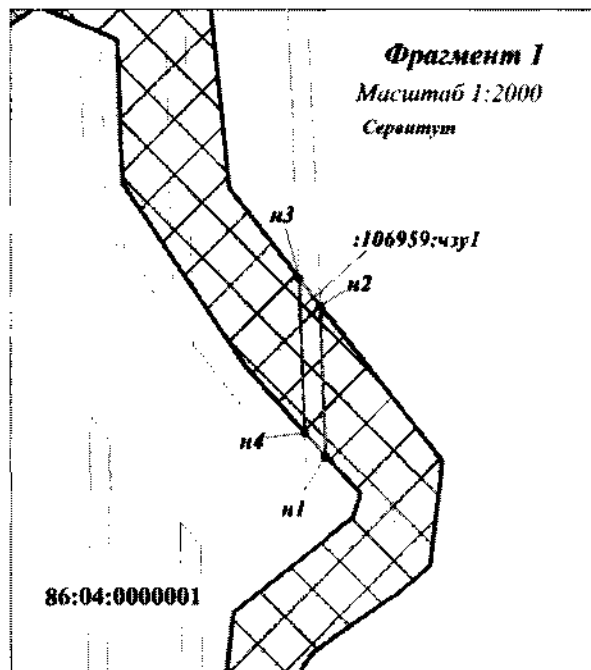 Фрагмент 1
Масштаб 1:2000
Сервитут
н3
:106959:чзу1
н2
н4
н1
86:04:0000001